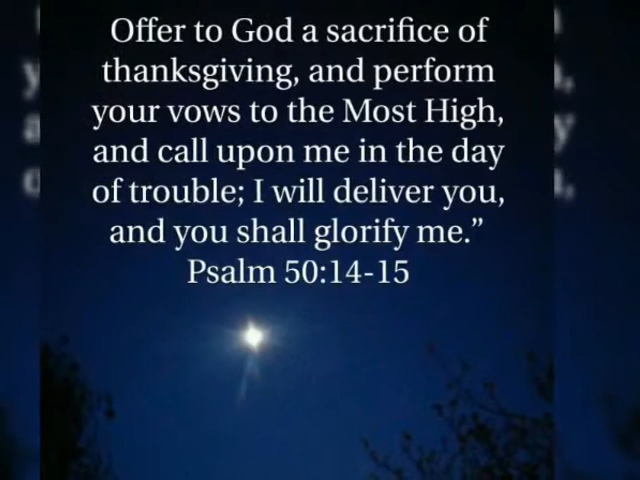 Offer to God a sacrifice of
thanksgiving, and perform
your vows to the Most High,
and call upon me in the day
of trouble; I will deliver you,
and you shall glorify me.”
Psalm 50:14-15